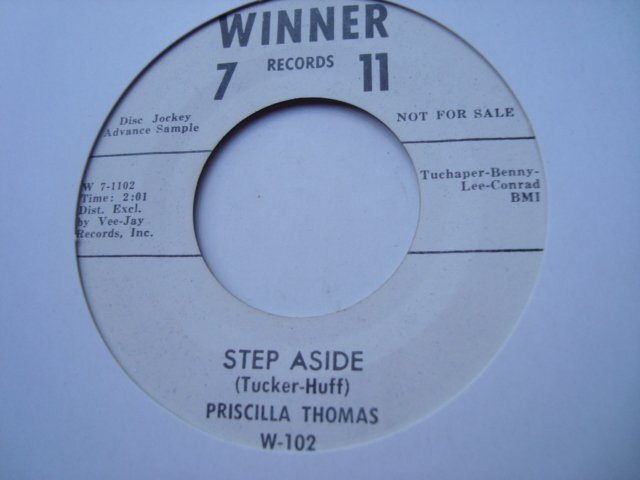 WINNER
7 RECORDS 11
Disc Jockey
Advance Sample
NOT FOR SALE
W 7-1102
Time: 2:01
Dist. Excl.
by Vee-Jay
Records, Inc.
Tuchaper-Benny-
Lee-Conrad
BMI
STEP ASIDE
(Tucker-Huff)
PRISCILLA THOMAS
W-102